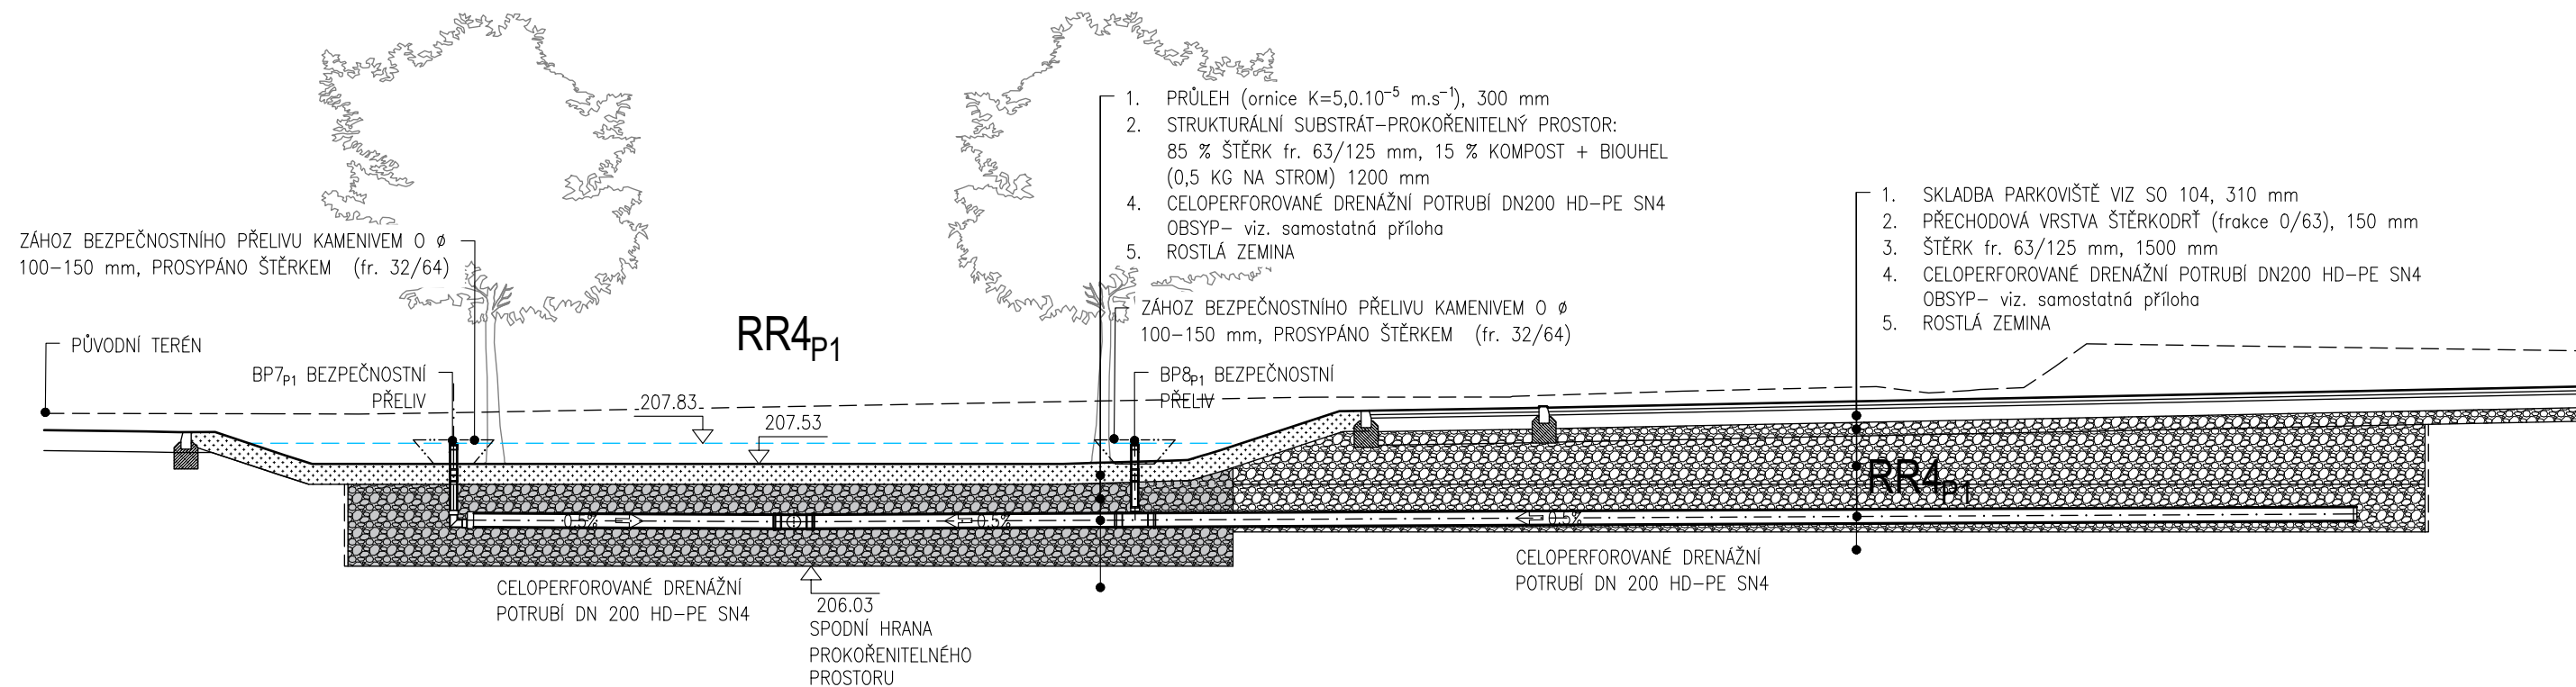 1. PRŮLEH (ornice K=5,0.10⁻⁵ m.s⁻¹), 300 mm
2. STRUKTURÁLNÍ SUBSTRÁT–PROKOŘENITELNÝ PROSTOR:
85 % ŠTĚRK fr. 63/125 mm, 15 % KOMPOST + BIOUHEL
(0,5 KG NA STROM) 1200 mm
4. CELOPERFOROVANÉ DRENÁŽNÍ POTRUBÍ DN200 HD–PE SN4
OBSYP– viz. samostatná příloha
5. ROSTLÁ ZEMINA
1. SKLADBA PARKOVIŠTĚ VIZ SO 104, 310 mm
2. PŘECHODOVÁ VRSTVA ŠTĚRKODRŤ (frakce 0/63), 150 mm
3. ŠTĚRK fr. 63/125 mm, 1500 mm
4. CELOPERFOROVANÉ DRENÁŽNÍ POTRUBÍ DN200 HD–PE SN4
OBSYP– viz. samostatná příloha
5. ROSTLÁ ZEMINA
ZÁHOZ BEZPEČNOSTNÍHO PŘELIVU KAMENIVEM O ø
100–150 mm, PROSYPÁNO ŠTĚRKEM (fr. 32/64)
ZÁHOZ BEZPEČNOSTNÍHO PŘELIVU KAMENIVEM O ø
100–150 mm, PROSYPÁNO ŠTĚRKEM (fr. 32/64)
RR4P1
PŮVODNÍ TERÉN
BP7P1 BEZPEČNOSTNÍ
PŘELIV
BP8P1 BEZPEČNOSTNÍ
PŘELIV
207.83
207.53
RR4P1
0,5%
0,5%
0,5%
CELOPERFOROVANÉ DRENÁŽNÍ
POTRUBÍ DN 200 HD–PE SN4
CELOPERFOROVANÉ DRENÁŽNÍ
POTRUBÍ DN 200 HD–PE SN4
206.03
SPODNÍ HRANA
PROKOŘENITELNÉHO
PROSTORU